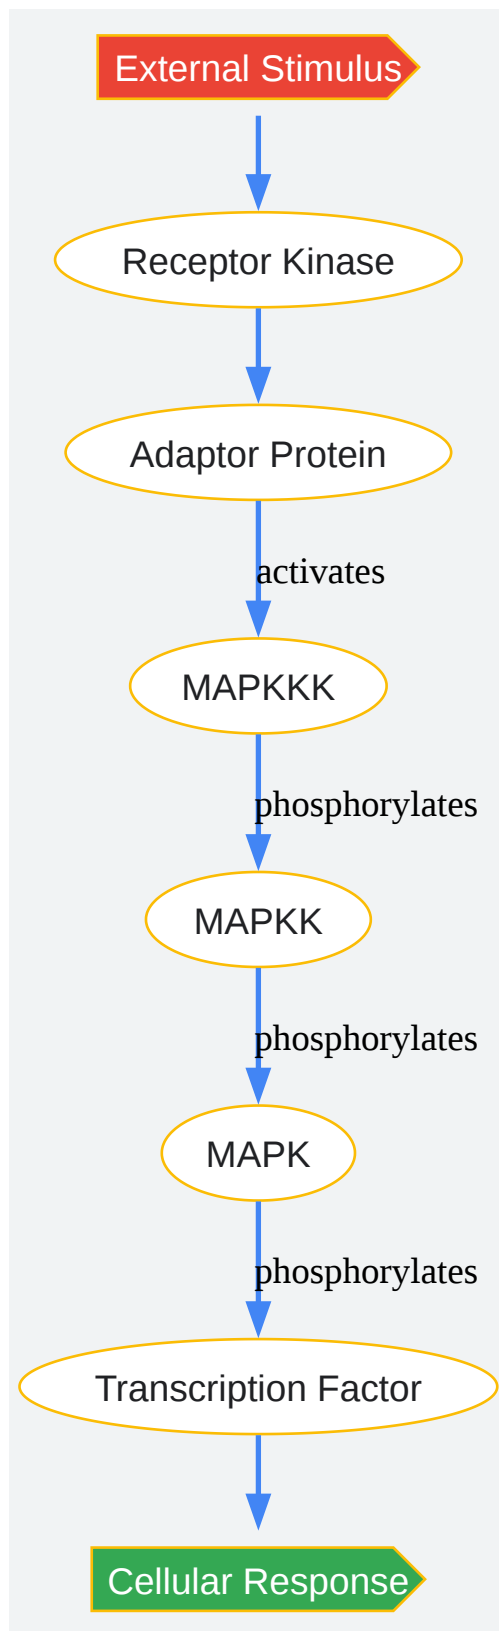 External Stimulus
Receptor Kinase
Adaptor Protein
activates
MAPKKK
phosphorylates
MAPKK
phosphorylates
MAPK
phosphorylates
Transcription Factor
Cellular Response